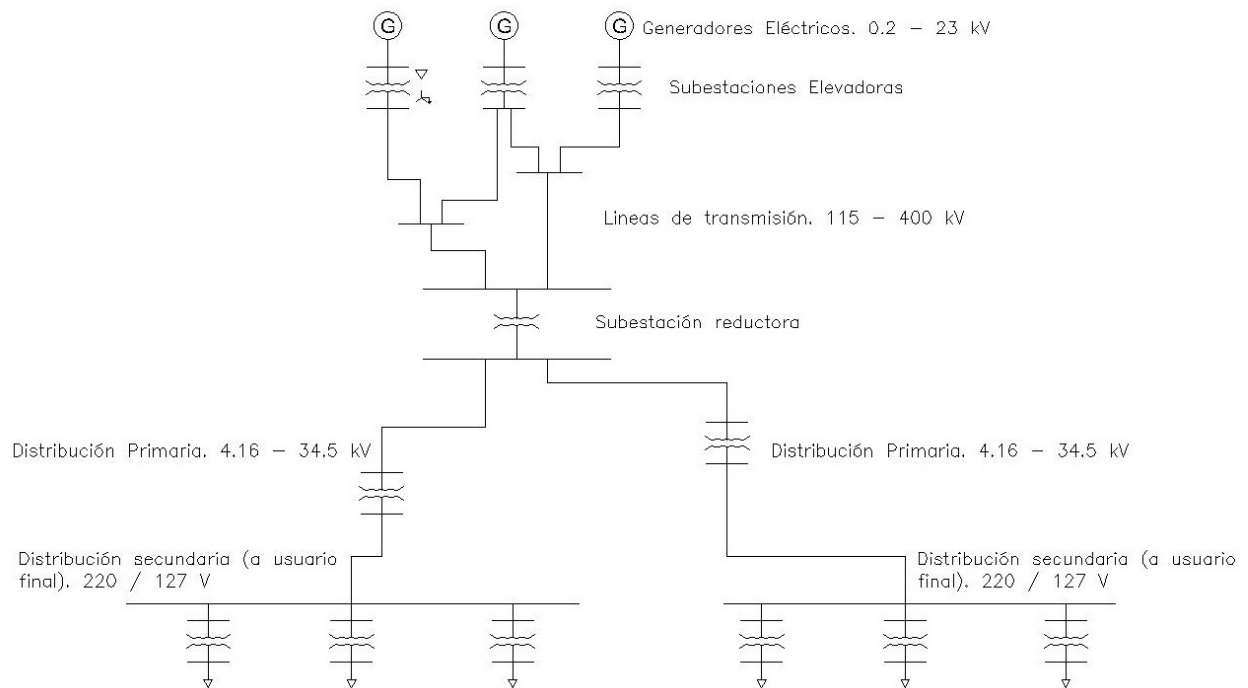 G G G Generadores Eléctricos. 0.2 – 23 kV
Subestaciones Elevadoras
Lineas de transmisión. 115 – 400 kV
Subestación reductora
Distribución Primaria. 4.16 – 34.5 kV
Distribución Primaria. 4.16 – 34.5 kV
Distribución secundaria (a usuario
final). 220 / 127 V
Distribución secundaria (a usuario
final). 220 / 127 V